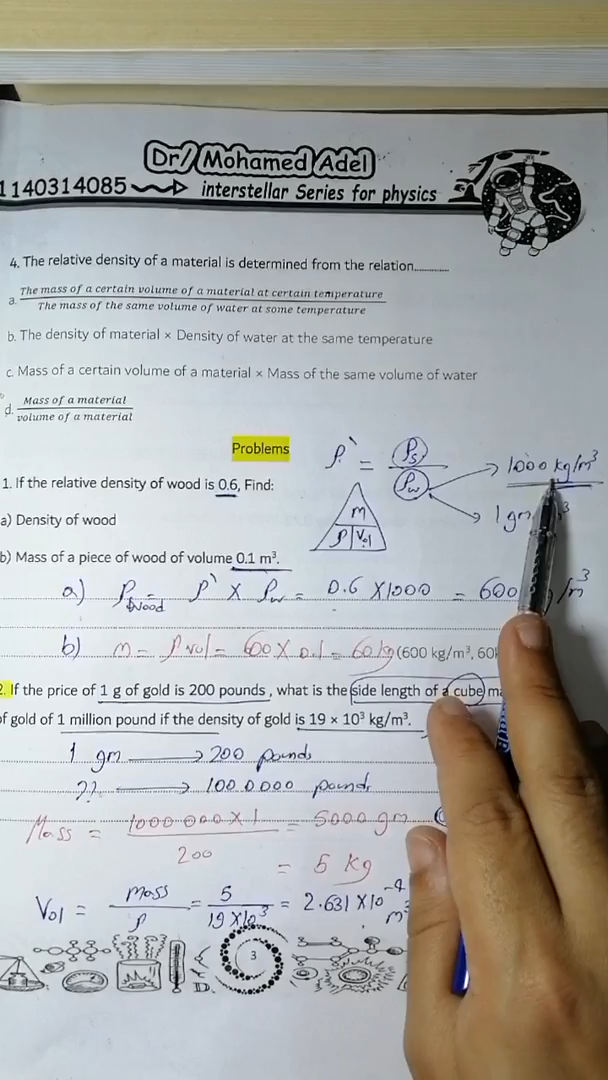 Dr/ Mohamed Adel
1140314085 interstellar Series for physics
4. The relative density of a material is determined from the relation............
a. The mass of a certain volume of a material at certain temperature
The mass of the same volume of water at some temperature
b. The density of material × Density of water at the same temperature
c. Mass of a certain volume of a material × Mass of the same volume of water
d. Mass of a material
volume of a material
Problems
ρ` = ρs / ρw
1000 kg/m³
1 gm
m
ρ Vol
1. If the relative density of wood is 0.6, Find:
a) Density of wood
b) Mass of a piece of wood of volume 0.1 m³.
a) ρ wood = ρ` × ρw = 0.6 × 1000 = 600 /m³
b) m = ρ vol = 600 × 0.1 = 60 kg (600 kg/m³, 60
2. If the price of 1 g of gold is 200 pounds, what is the side length of a cube
of gold of 1 million pound if the density of gold is 19 × 10³ kg/m³.
1 gm → 200 pounds
?? → 1000000 pounds
Mass = 1000 000 × 1 / 200 = 5000 gm
= 5 kg
Vol = mass / ρ = 5 / 19 × 10³ = 2.631 × 10⁻⁴ m³
3